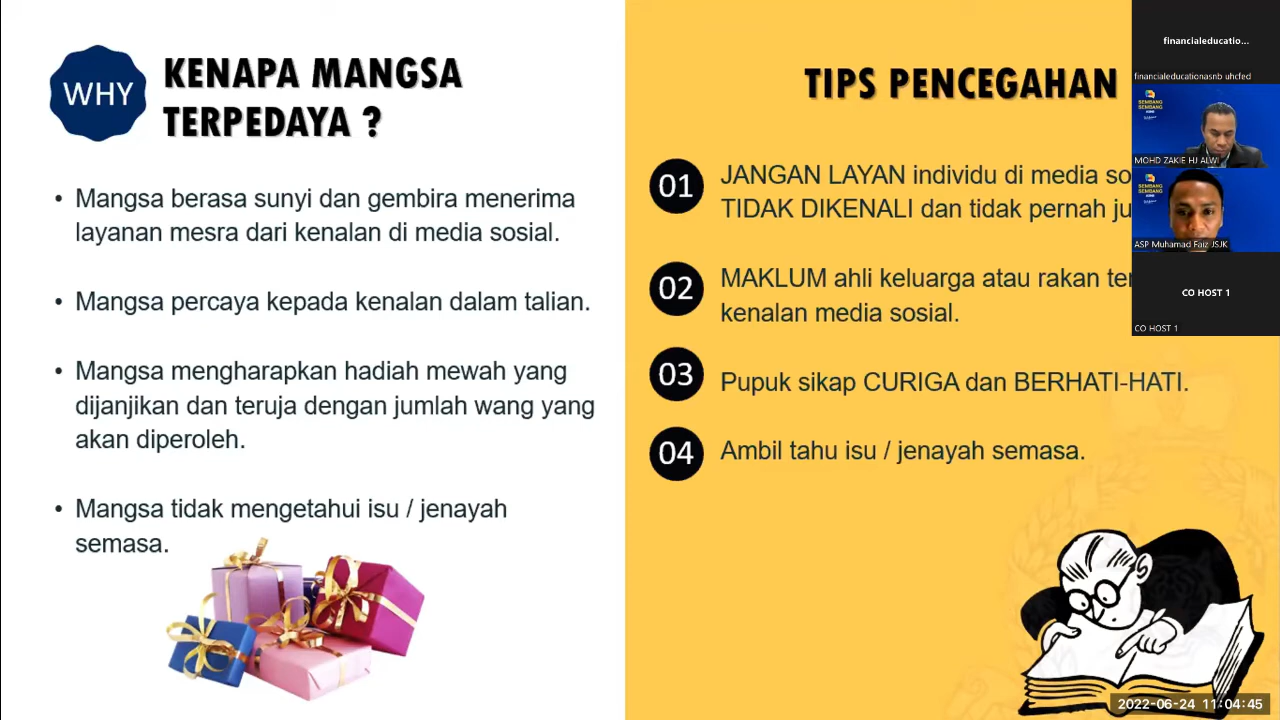 WHY
KENAPA MANGSA
TERPEDAYA ?
• Mangsa berasa sunyi dan gembira menerima
layanan mesra dari kenalan di media sosial.
• Mangsa percaya kepada kenalan dalam talian.
• Mangsa mengharapkan hadiah mewah yang
dijanjikan dan teruja dengan jumlah wang yang
akan diperoleh.
• Mangsa tidak mengetahui isu / jenayah
semasa.
TIPS PENCEGAHAN
01
JANGAN LAYAN individu di media so
TIDAK DIKENALI dan tidak pernah ju
02
MAKLUM ahli keluarga atau rakan ter
kenalan media sosial.
03
Pupuk sikap CURIGA dan BERHATI-HATI.
04
Ambil tahu isu / jenayah semasa.
financialeducatio...
financialeducationasnb uhcfed
SEMBANG
SEMBANG
MOHD ZAKIE HJ ALWI
SEMBANG
SEMBANG
ASP Muhamad Faiz JSJK
CO HOST 1
CO HOST 1
2022-06-24 11:04:45